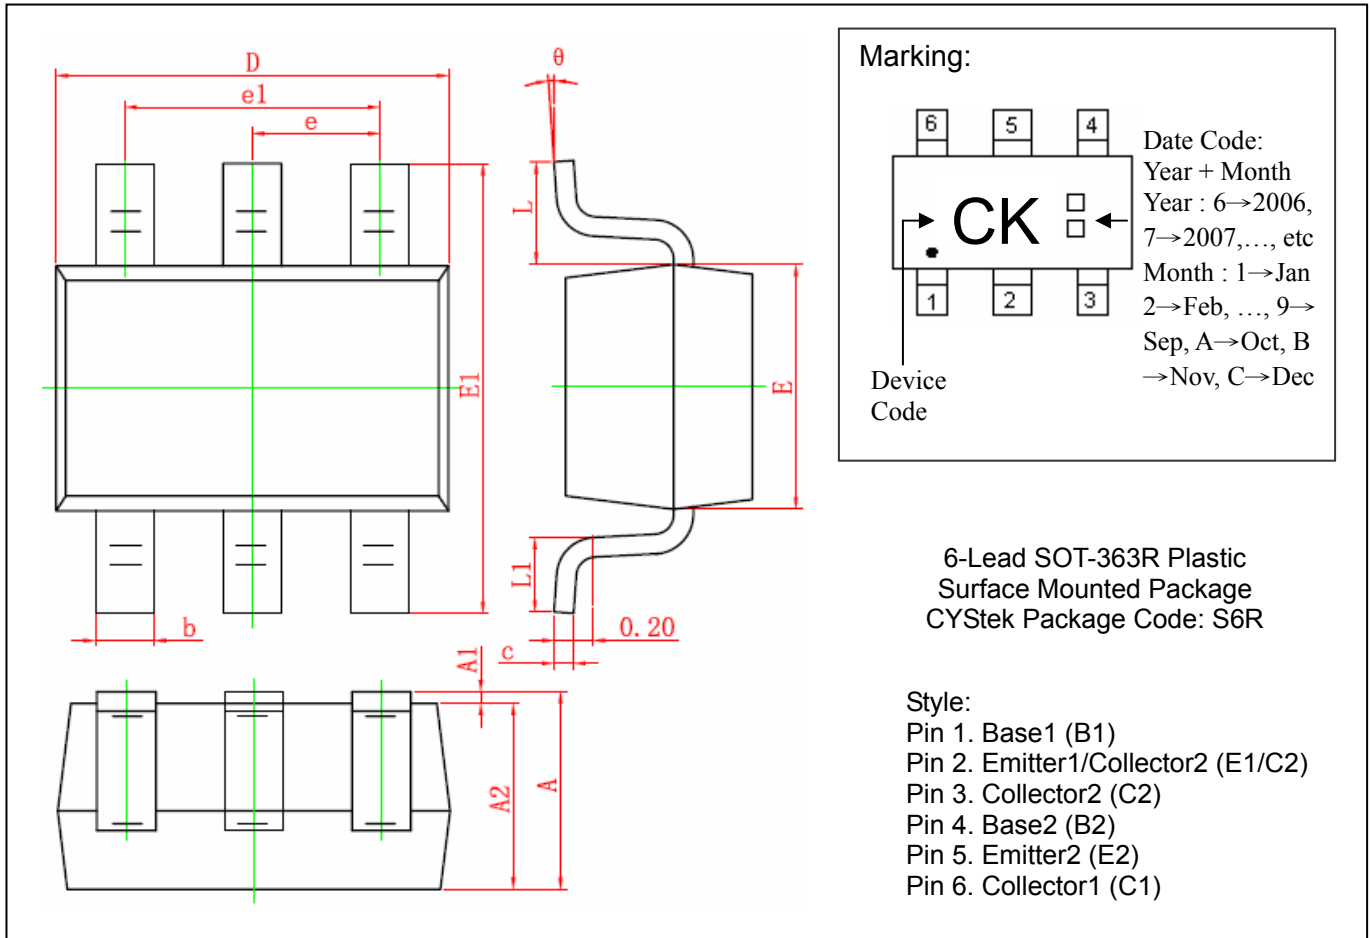 D
e1
e
E1
b
θ
L
E
L1
0.20
c
A1
A2
A
Marking:
6 5 4
CK
1 2 3
Device
Code
Date Code:
Year + Month
Year : 6→2006,
7→2007,…, etc
Month : 1→Jan
2→Feb, …, 9→
Sep, A→Oct, B
→Nov, C→Dec
6-Lead SOT-363R Plastic
Surface Mounted Package
CYStek Package Code: S6R
Style:
Pin 1. Base1 (B1)
Pin 2. Emitter1/Collector2 (E1/C2)
Pin 3. Collector2 (C2)
Pin 4. Base2 (B2)
Pin 5. Emitter2 (E2)
Pin 6. Collector1 (C1)